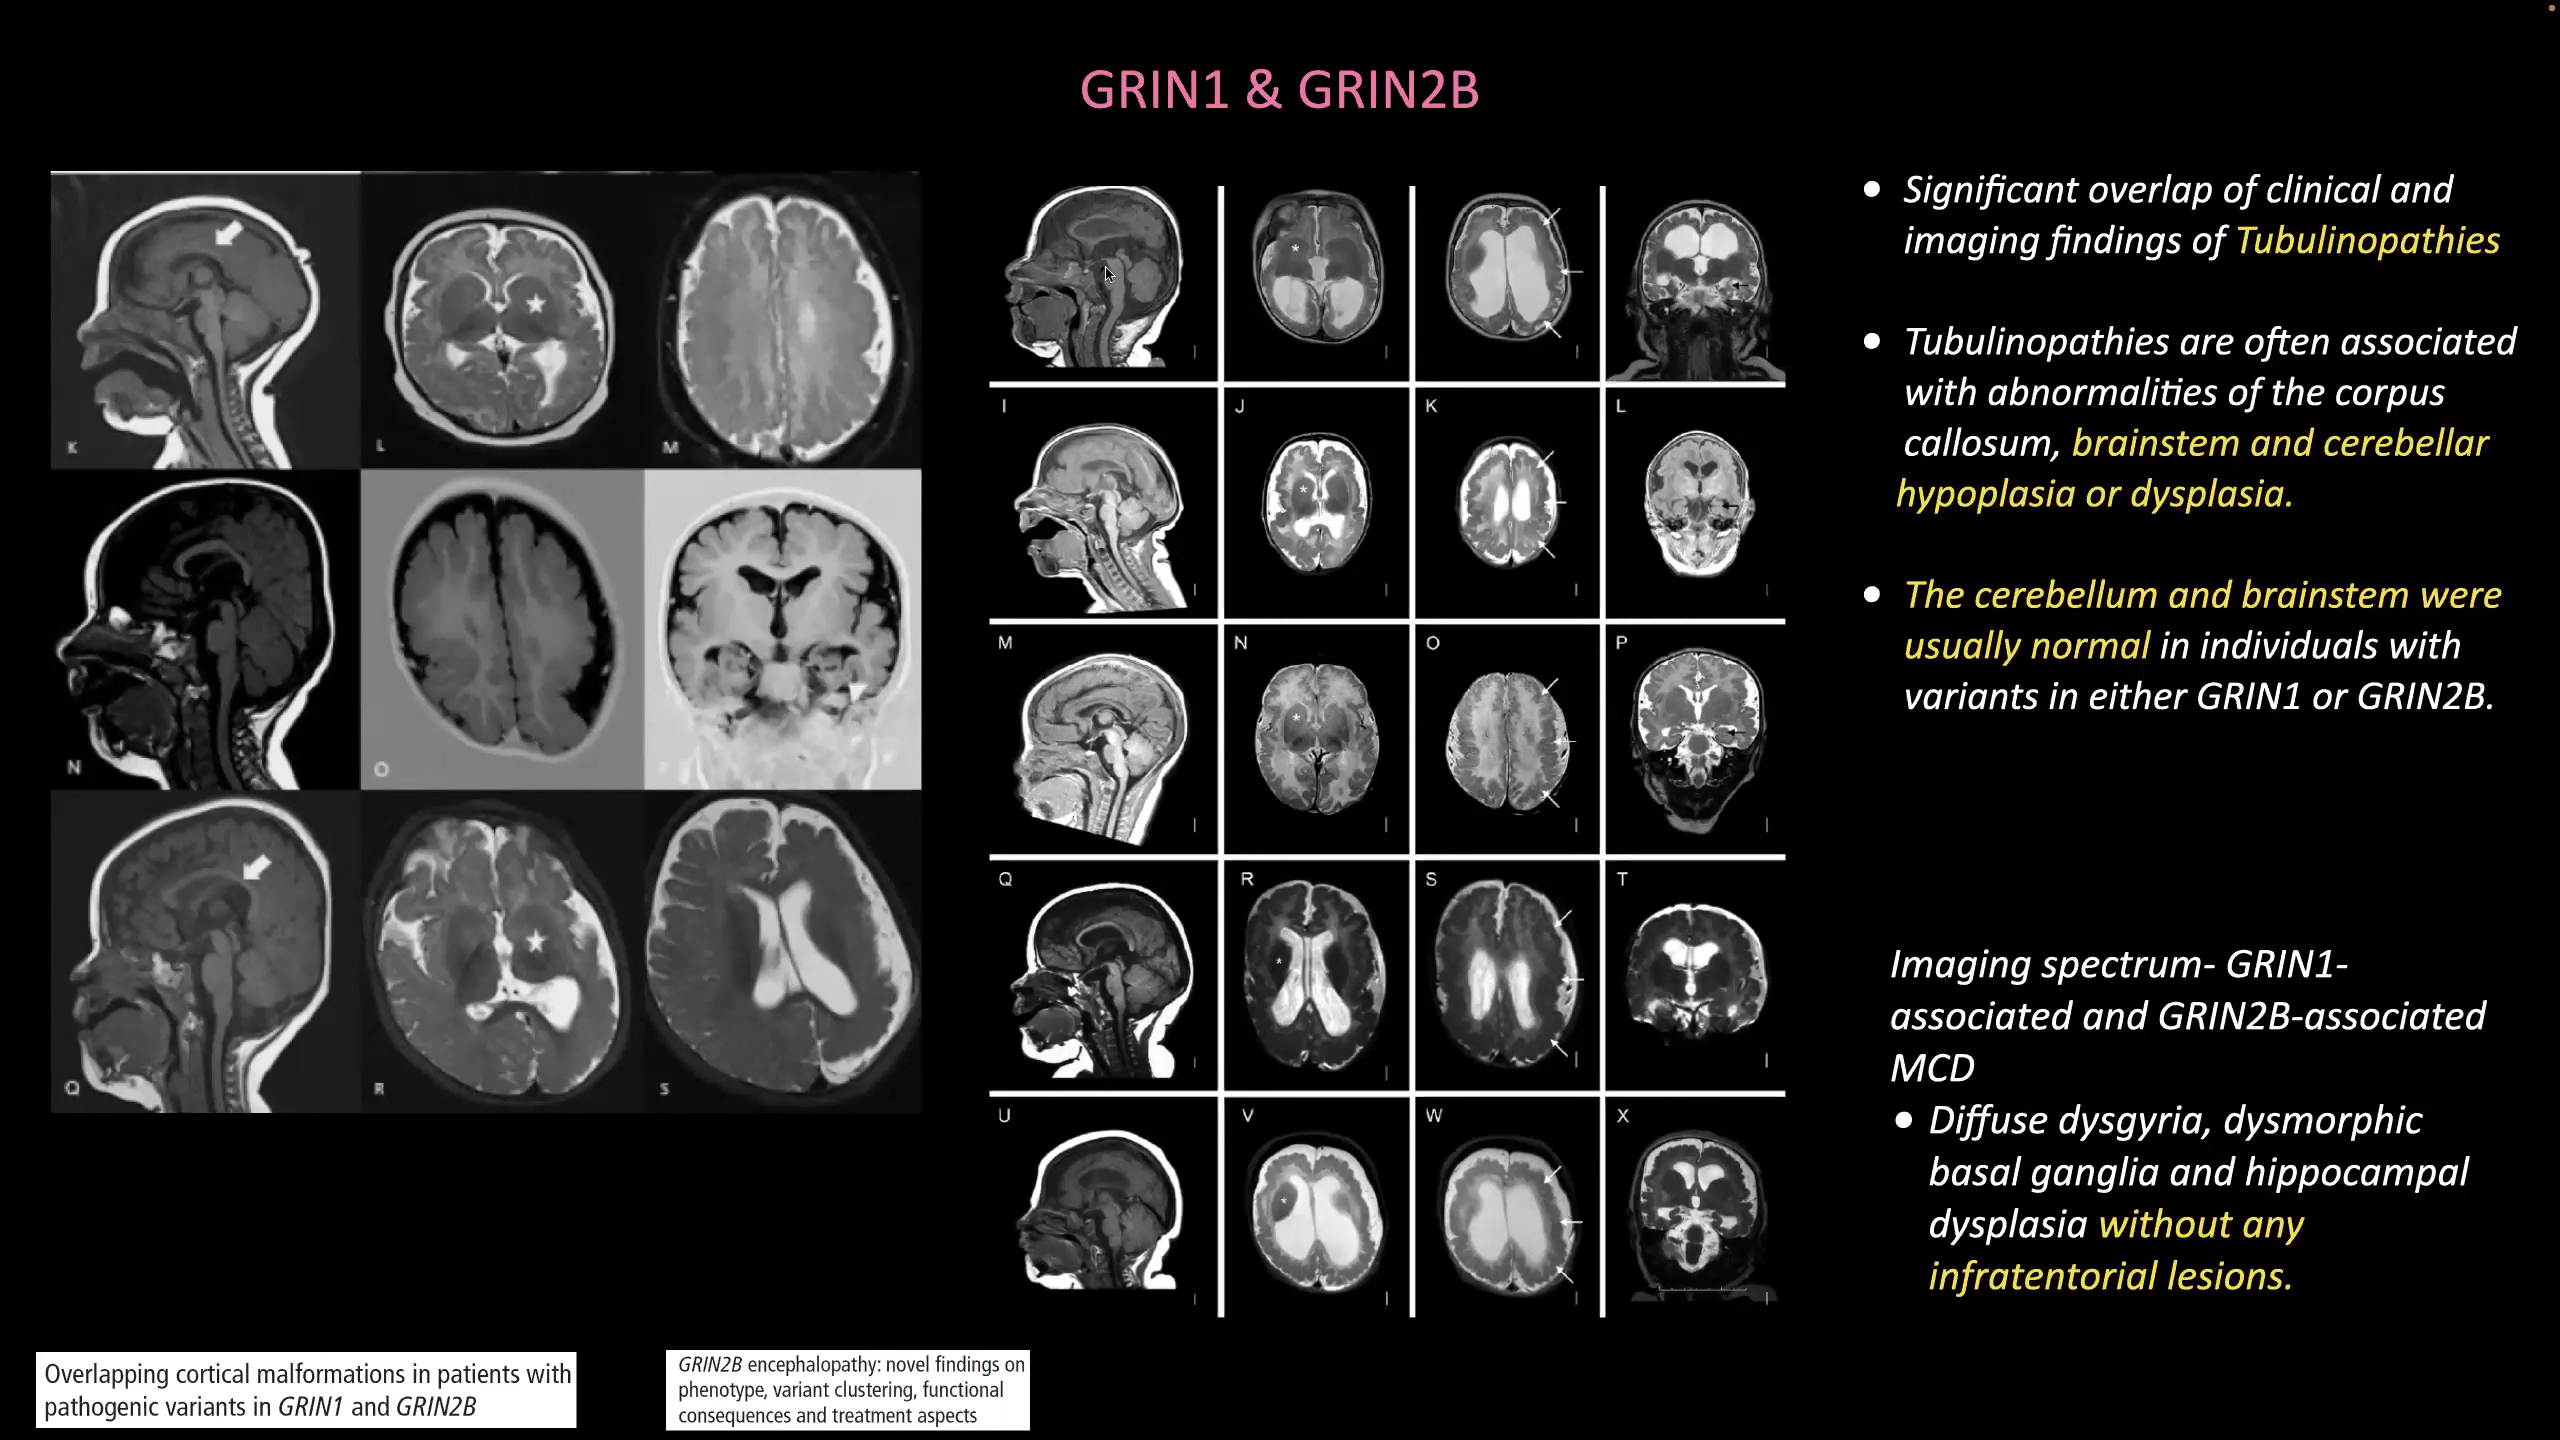 GRIN1 & GRIN2B
K
L
M
N
O
Q
R
S
I
J
K
L
M
N
O
P
Q
R
S
T
U
V
W
X
• Significant overlap of clinical and
imaging findings of Tubulinopathies
• Tubulinopathies are often associated
with abnormalities of the corpus
callosum, brainstem and cerebellar
hypoplasia or dysplasia.
• The cerebellum and brainstem were
usually normal in individuals with
variants in either GRIN1 or GRIN2B.
Imaging spectrum- GRIN1-
associated and GRIN2B-associated
MCD
• Diffuse dysgyria, dysmorphic
basal ganglia and hippocampal
dysplasia without any
infratentorial lesions.
Overlapping cortical malformations in patients with
pathogenic variants in GRIN1 and GRIN2B
GRIN2B encephalopathy: novel findings on
phenotype, variant clustering, functional
consequences and treatment aspects